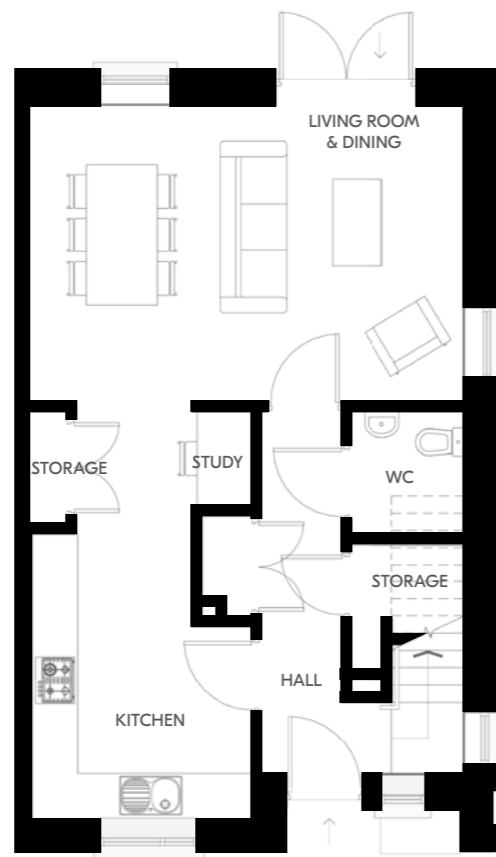 LIVING ROOM
& DINING
STORAGE
STUDY
WC
STORAGE
HALL
KITCHEN